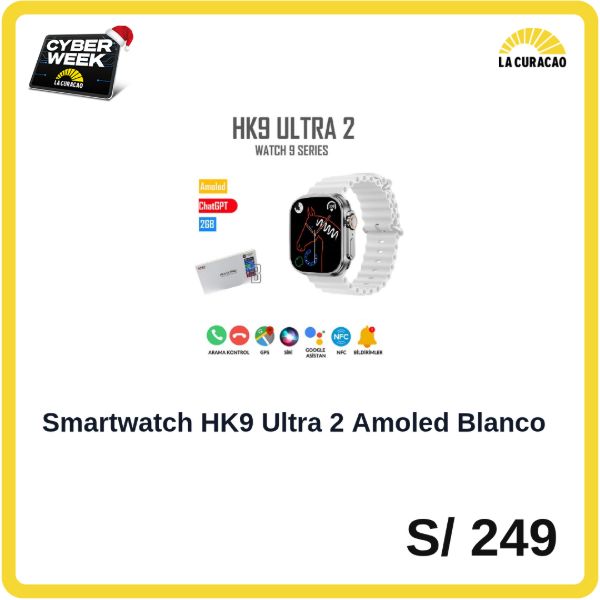 CYBER
WEEK
LA CURACAO
LA CURACAO
HK9 ULTRA 2
WATCH 9 SERIES
Amoled
ChatGPT
2GB
ARAMA KONTROL
GPS
SİRİ
GOOGLE
ASİSTAN
NFC
NFC
BİLDİRİMLER
Smartwatch HK9 Ultra 2 Amoled Blanco
S/ 249